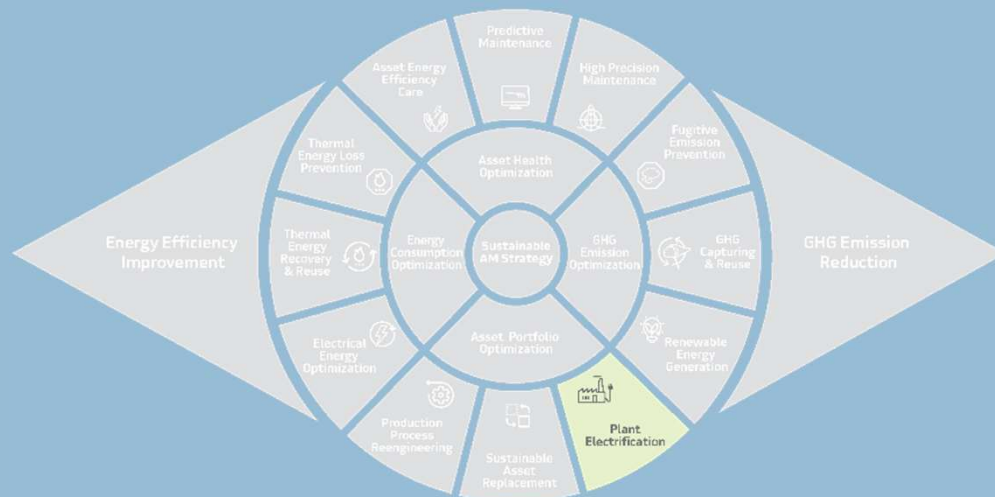 Predictive
Maintenance
Asset Energy
Efficiency
Care
High Precision
Maintenance
Thermal
Energy Loss
Prevention
Fugitive
Emission
Prevention
Asset Health
Optimization
Energy Efficiency
Improvement
Thermal
Energy
Recovery
& Reuse
Energy
Consumption
Optimization
Sustainable
AM Strategy
GHG
Emission
Optimization
GHG
Capturing
& Reuse
GHG Emission
Reduction
Electrical
Energy
Optimization
Asset Portfolio
Optimization
Renewable
Energy
Generation
Production
Process
Reengineering
Sustainable
Asset
Replacement
Plant
Electrification